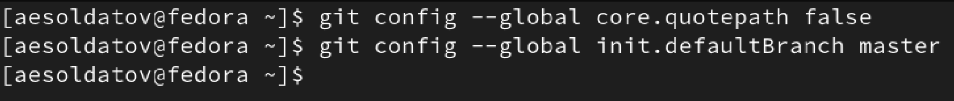 [aesoldatov@fedora ~]$ git config --global core.quotepath false
[aesoldatov@fedora ~]$ git config --global init.defaultBranch master
[aesoldatov@fedora ~]$